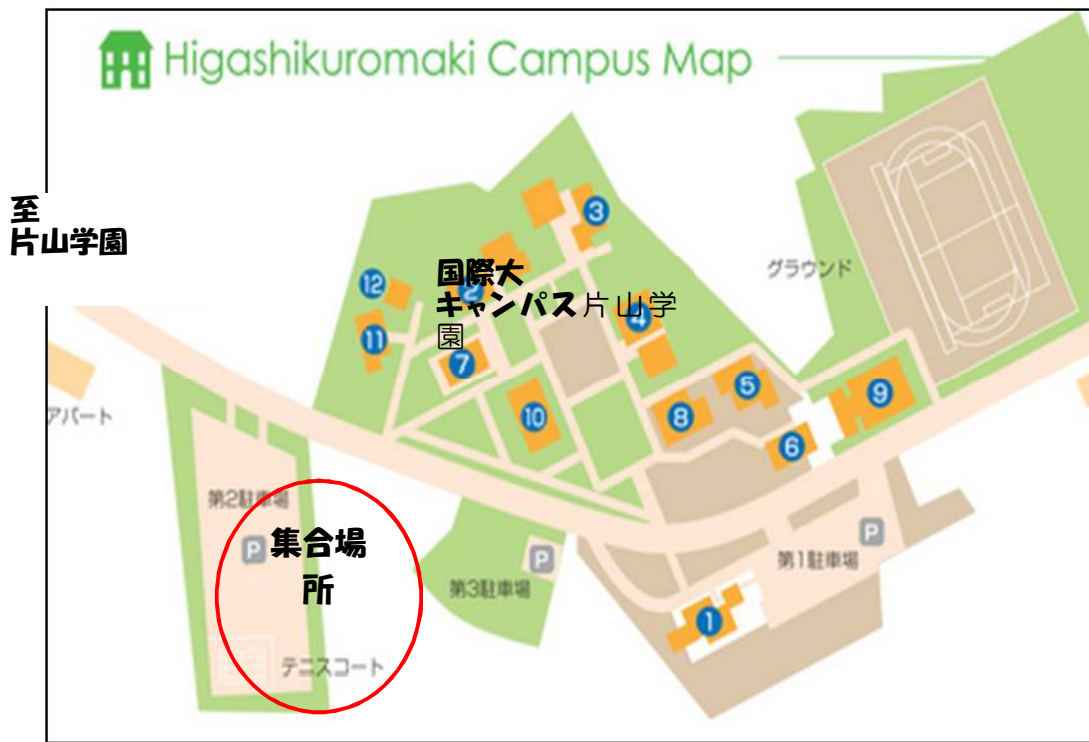 Higashikuromaki Campus Map
至
片山学園
国際大
キャンパス片山学
園
グラウンド
アパート
第2駐車場
集合場
所
テニスコート
第3駐車場
第1駐車場
P
P
P
1
2
3
4
5
6
7
8
9
10
11
12